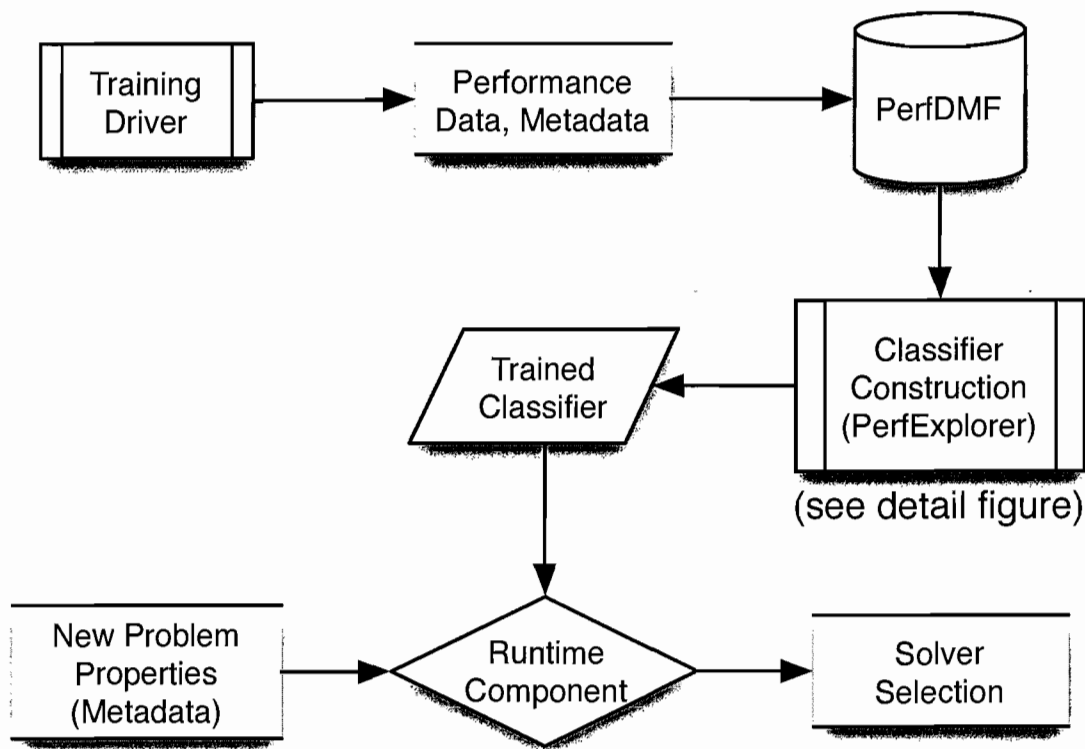 Training
Driver
Performance
Data, Metadata
PerfDMF
Trained
Classifier
Classifier
Construction
(PerfExplorer)
(see detail figure)
New Problem
Properties
(Metadata)
Runtime
Component
Solver
Selection